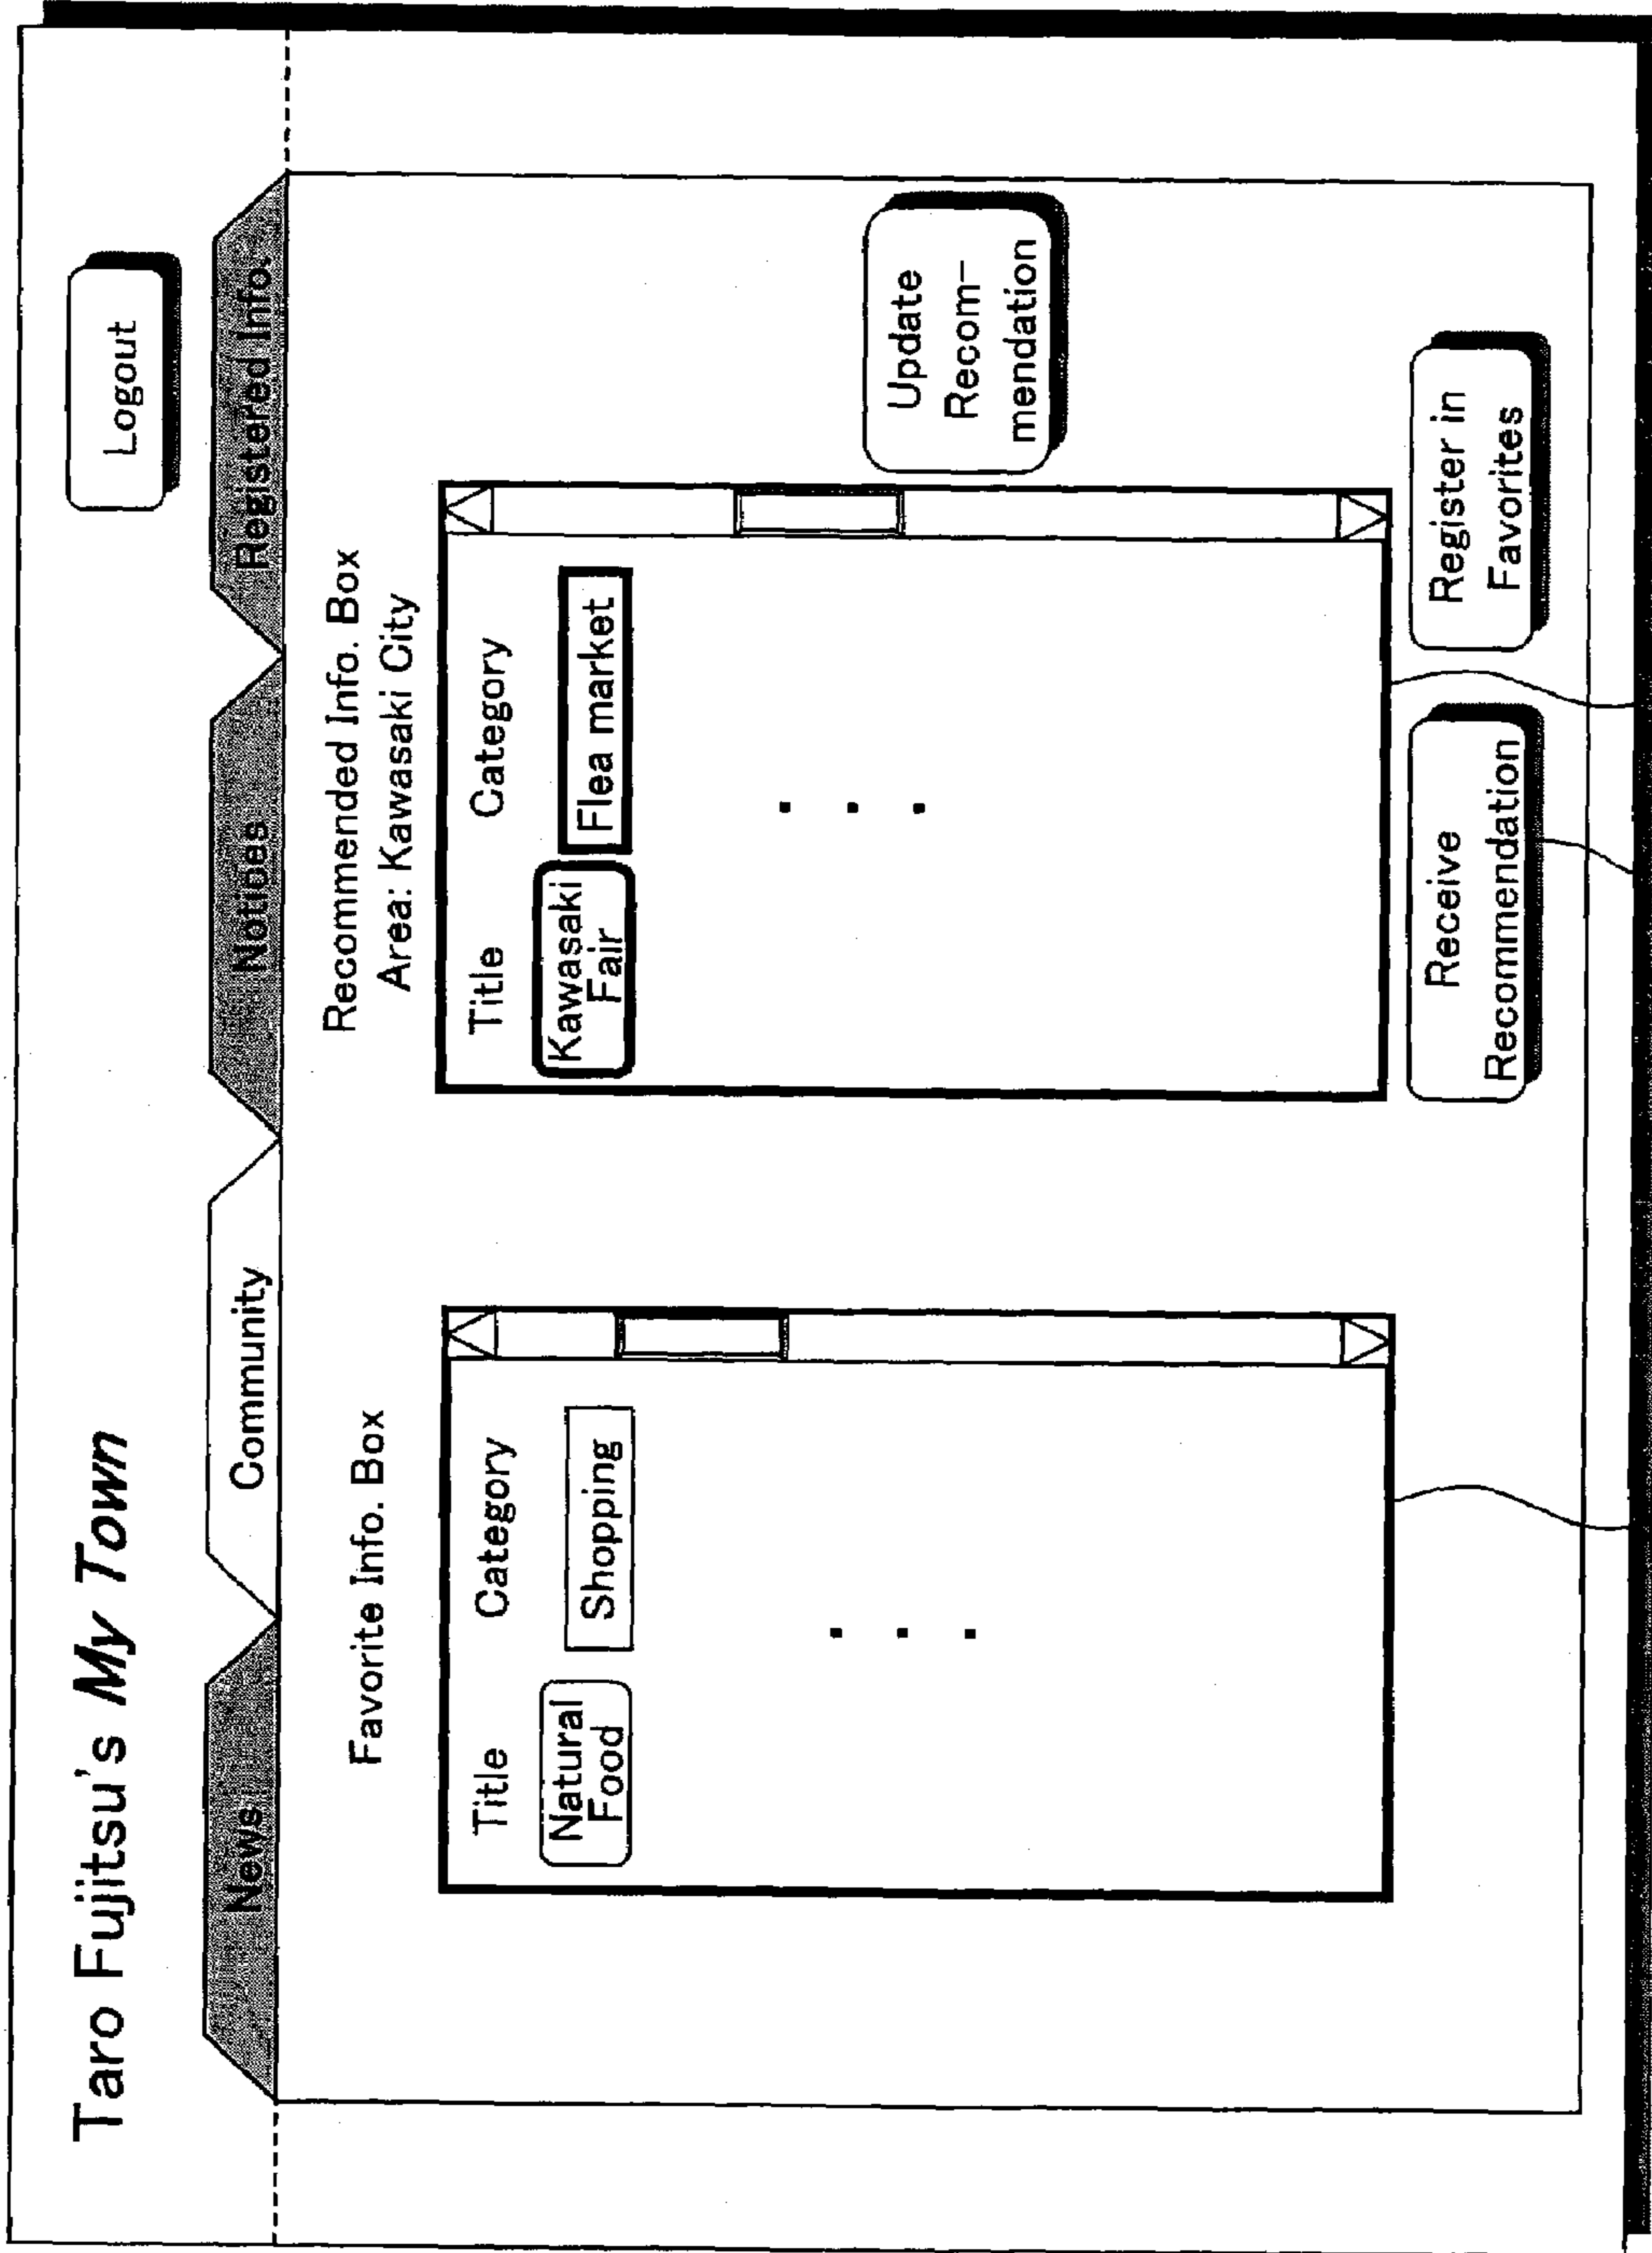 Taro Fujitsu's My Town
Logout
News
Community
Notices
Registered Info.
Favorite Info. Box
Title Category
Natural
Food
Shopping
Recommended Info. Box
Area: Kawasaki City
Title Category
Kawasaki
Fair
Flea market
Update
Recom-
mendation
Receive
Recommendation
Register in
Favorites